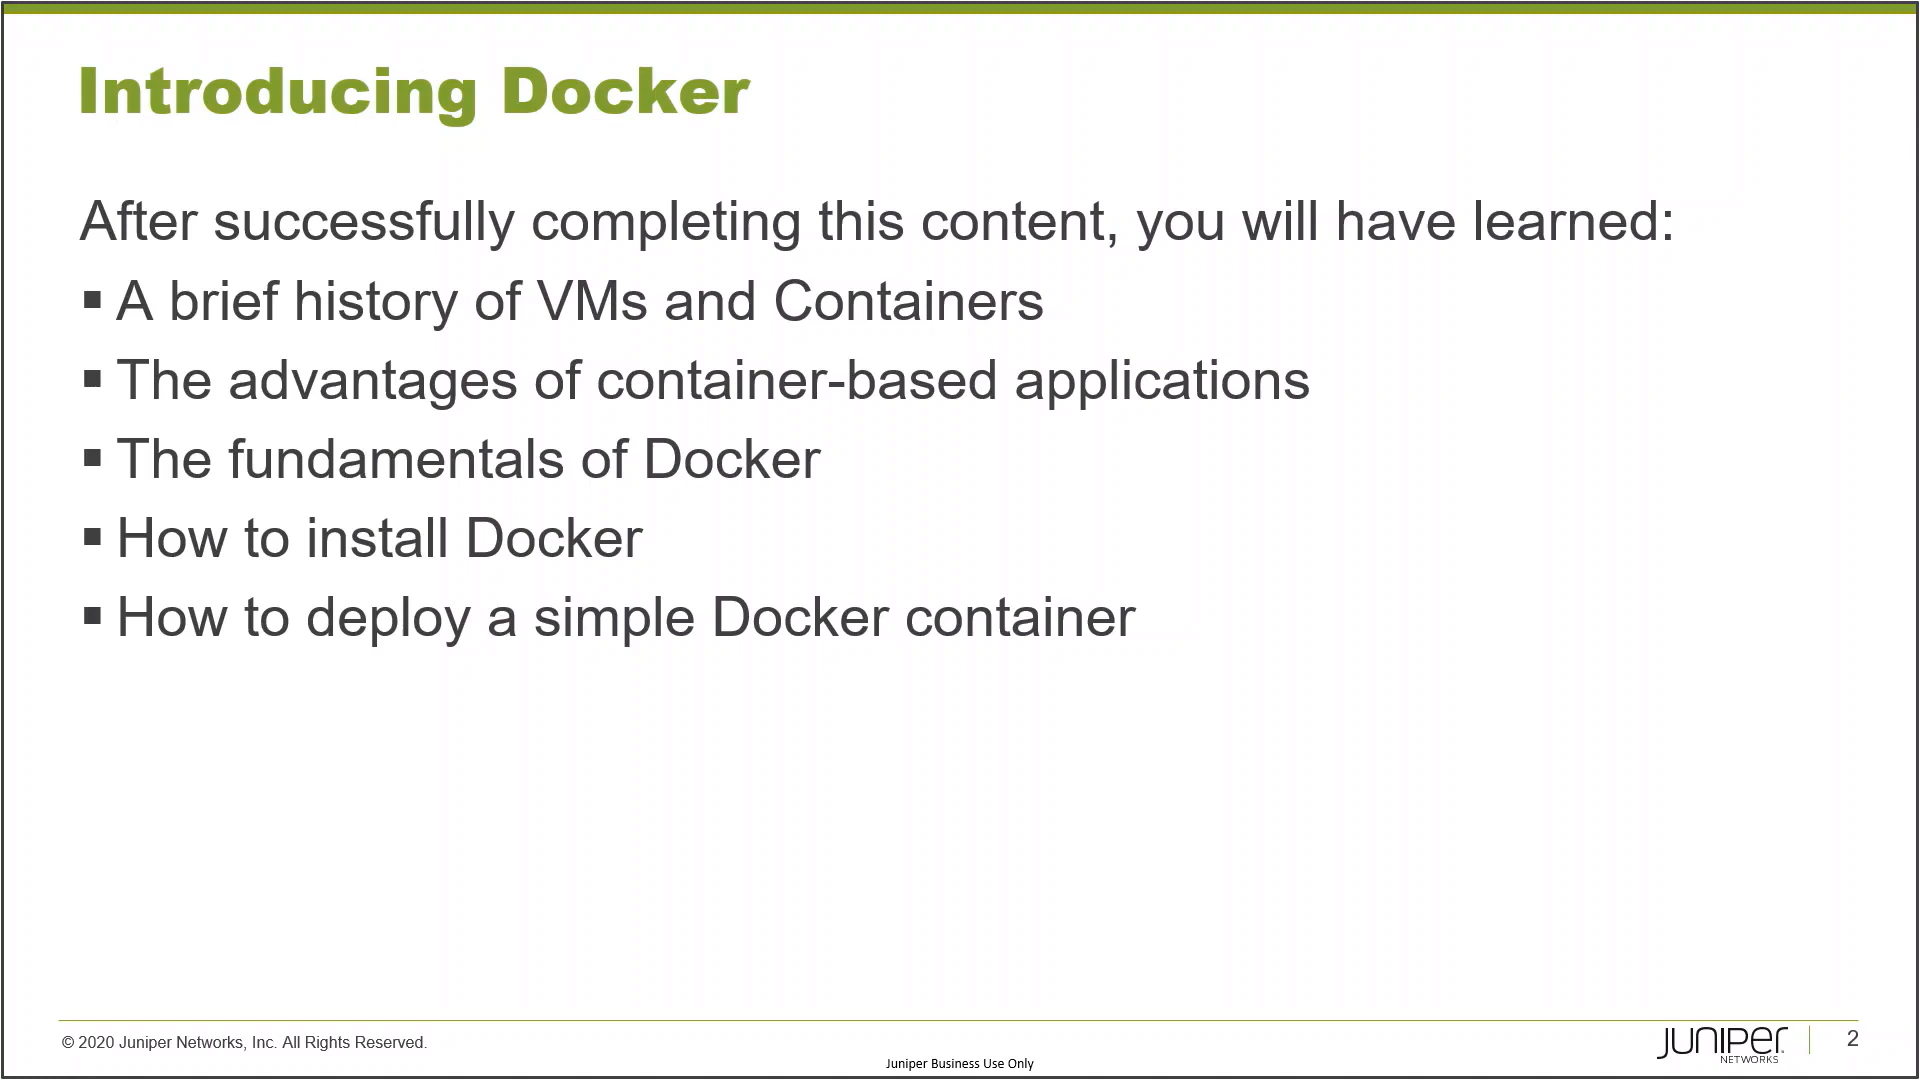 Introducing Docker
After successfully completing this content, you will have learned:
▪ A brief history of VMs and Containers
▪ The advantages of container-based applications
▪ The fundamentals of Docker
▪ How to install Docker
▪ How to deploy a simple Docker container
© 2020 Juniper Networks, Inc. All Rights Reserved.
Juniper Business Use Only
JUNIPEr
NETWORKS
2